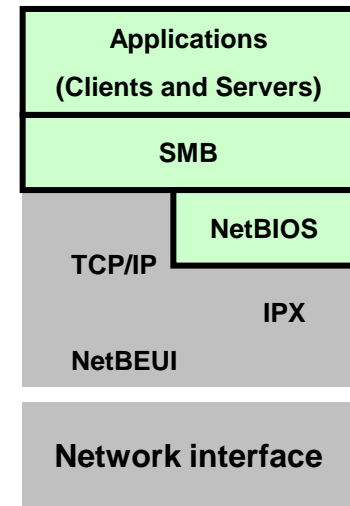 Applications
(Clients and Servers)
SMB
NetBIOS
TCP/IP
IPX
NetBEUI
Network interface